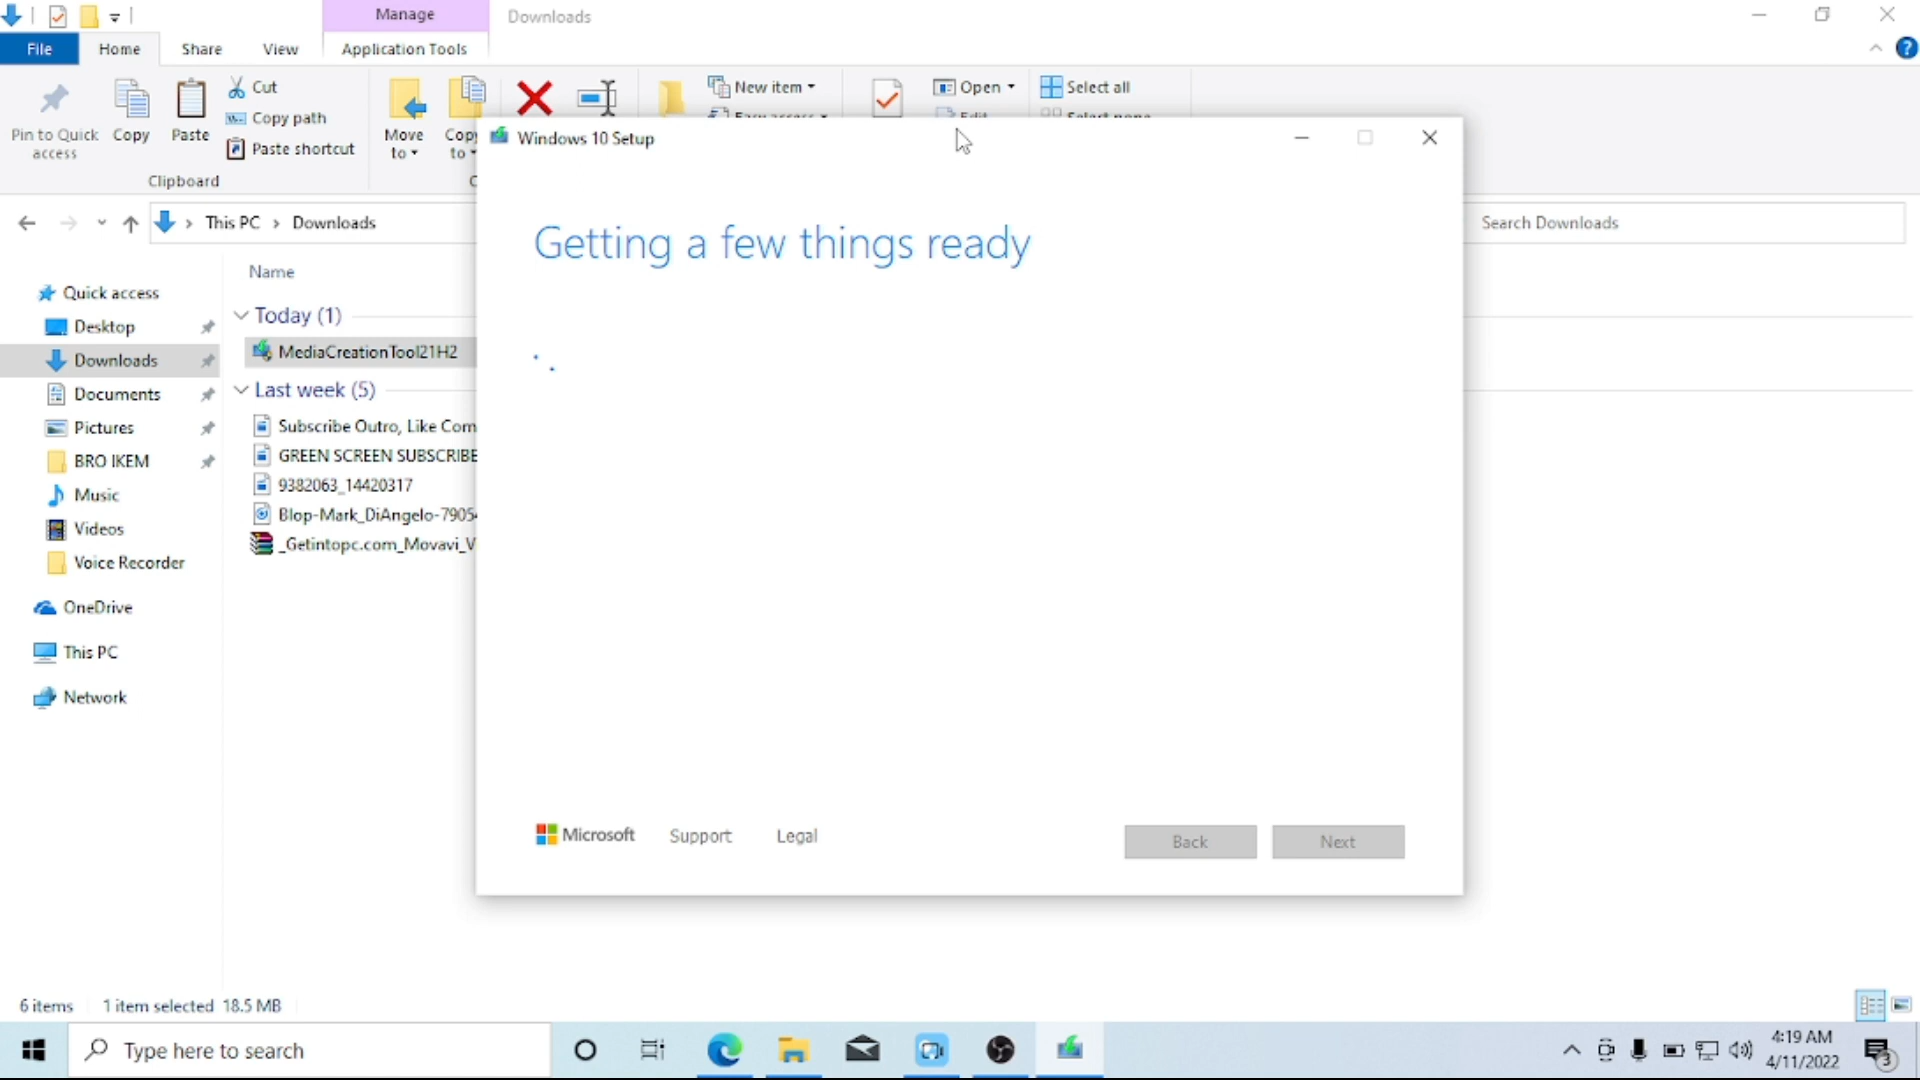 Manage
Downloads
File
Home
Share
View
Application Tools
Pin to Quick
access
Copy
Paste
Cut
Copy path
Paste shortcut
Clipboard
Move
to
Copy
to
New item
Open
Select all
Windows 10 Setup
This PC
Downloads
Search Downloads
Name
Getting a few things ready
Quick access
Desktop
Downloads
Documents
Pictures
BRO IKEM
Music
Videos
Voice Recorder
OneDrive
This PC
Network
Today (1)
MediaCreationTool21H2
Last week (5)
Subscribe Outro, Like Com
GREEN SCREEN SUBSCRIBE
9382063_14420317
Blop-Mark_DiAngelo-7905
_Getintopc.com_Movavi_V
Microsoft
Support
Legal
Back
Next
6 items
1 item selected 18.5 MB
Type here to search
4:19 AM
4/11/2022
3